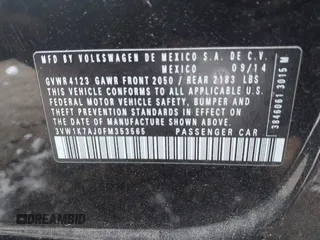 MFD BY VOLKSWAGEN DE MEXICO S.A. DE C.V.
MEXICO 09/14
GVWR 4123 GAWR FRONT 2050 / REAR 2183 LBS
THIS VEHICLE CONFORMS TO ALL APPLICABLE U.S.
FEDERAL MOTOR VEHICLE SAFETY, BUMPER AND
THEFT PREVENTION STANDARDS IN EFFECT ON
THE DATE OF MANUFACTURE SHOWN ABOVE.
3VW1K7AJ0FM353565 PASSENGER CAR
3846061 3015 M
DREAMBID